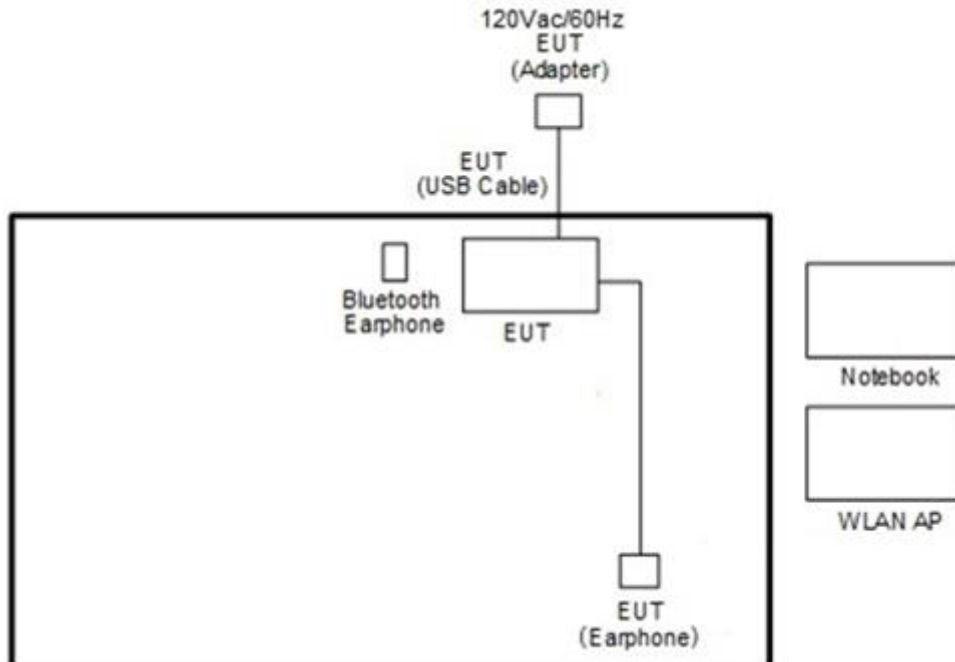 120Vac/60Hz
EUT
(Adapter)
EUT
(USB Cable)
Bluetooth
Earphone
EUT
Notebook
WLAN AP
EUT
(Earphone)